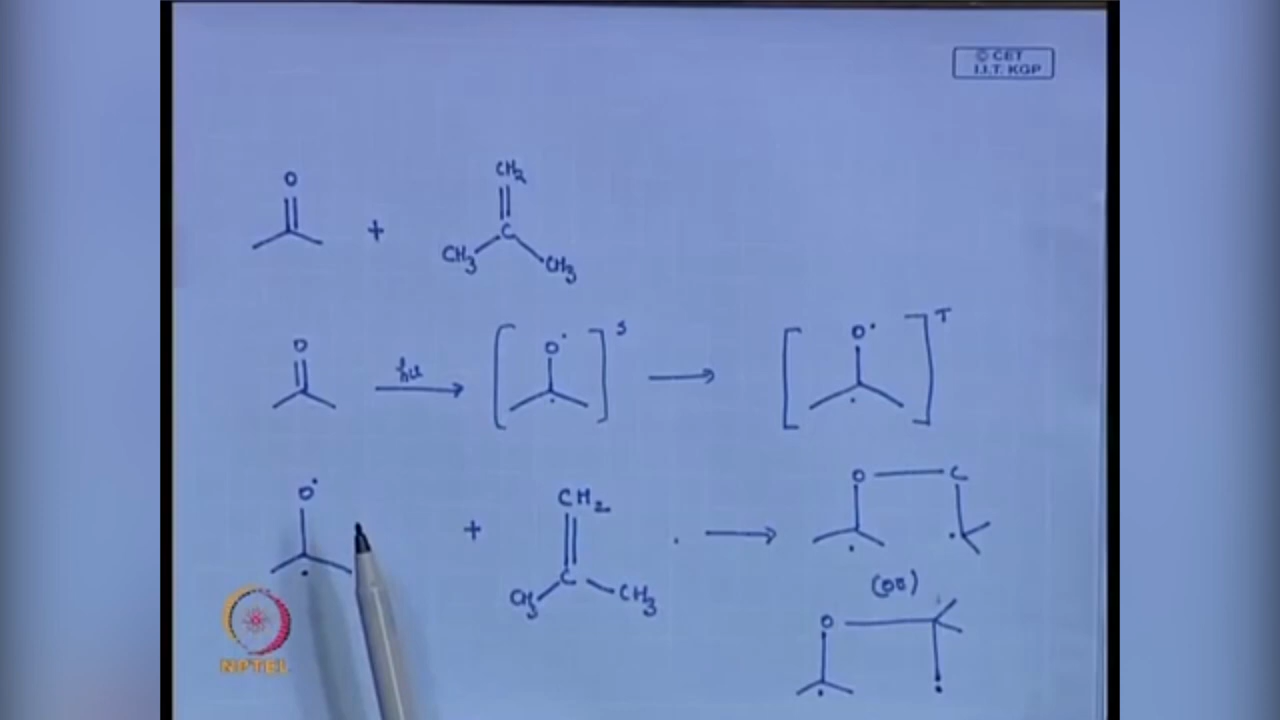 © CET
I.I.T. KGP
O
+
CH2
C
CH3
CH3
O
hν
O·
S
O·
T
O·
+
CH2
C
CH3
CH3
O
C
(or)
O
NPTEL